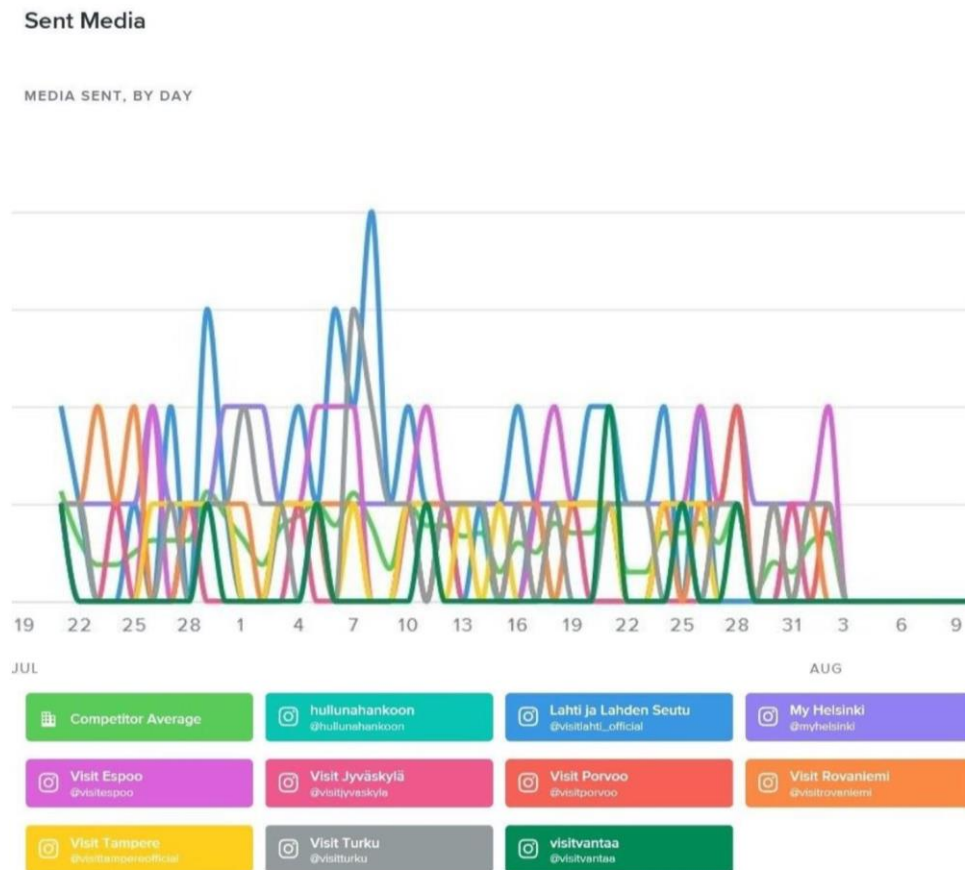 Sent Media
MEDIA SENT, BY DAY
19 22 25 28 1 4 7 10 13 16 19 22 25 28 31 3 6 9
JUL AUG
Competitor Average
hullunahankoon
@hullunahankoon
Lahti ja Lahden Seutu
@visitlahti_official
My Helsinki
@myhelsinki
Visit Espoo
@visitespoo
Visit Jyväskylä
@visitjyvaskyla
Visit Porvoo
@visitporvoo
Visit Rovaniemi
@visitrovaniemi
Visit Tampere
@visittampereofficial
Visit Turku
@visitturku
visitvantaa
@visitvantaa